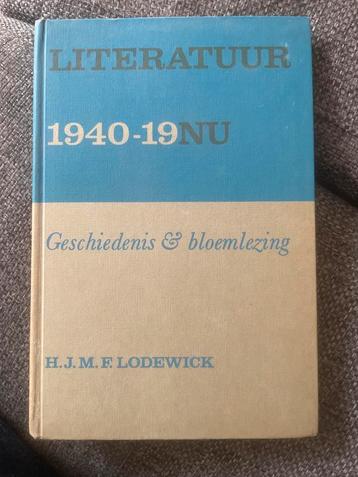 LITERATUUR
1940-19NU
Geschiedenis & bloemlezing
H.J.M.F. LODEWICK